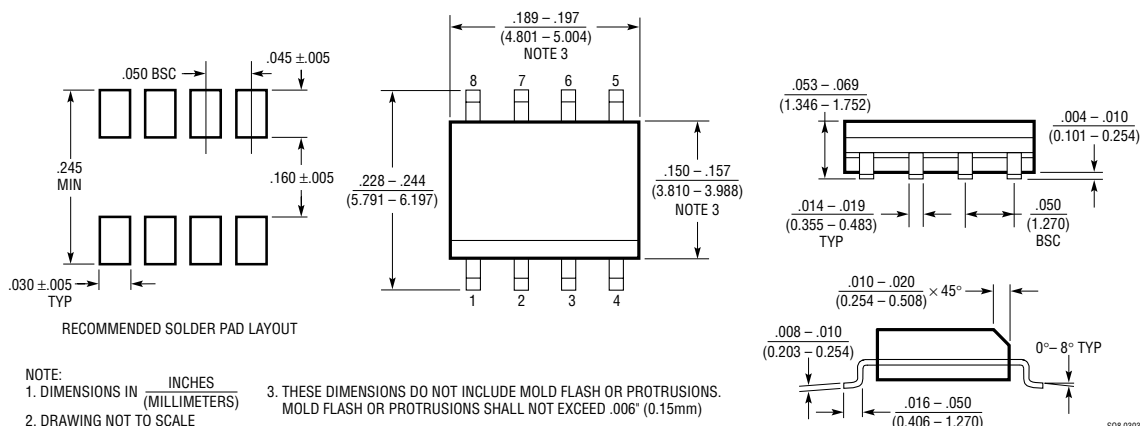 .050 BSC
.045 ±.005
.245
MIN
.160 ±.005
.030 ±.005
TYP
RECOMMENDED SOLDER PAD LAYOUT
.189 – .197
(4.801 – 5.004)
NOTE 3
8 7 6 5
.228 – .244
(5.791 – 6.197)
.150 – .157
(3.810 – 3.988)
NOTE 3
1 2 3 4
.053 – .069
(1.346 – 1.752)
.004 – .010
(0.101 – 0.254)
.014 – .019
(0.355 – 0.483)
TYP
.050
(1.270)
BSC
.010 – .020
(0.254 – 0.508)
× 45°
.008 – .010
(0.203 – 0.254)
0°– 8° TYP
.016 – .050
(0.406 – 1.270)
NOTE:
1. DIMENSIONS IN INCHES
(MILLIMETERS)
2. DRAWING NOT TO SCALE
3. THESE DIMENSIONS DO NOT INCLUDE MOLD FLASH OR PROTRUSIONS.
MOLD FLASH OR PROTRUSIONS SHALL NOT EXCEED .006" (0.15mm)
SO8 0303